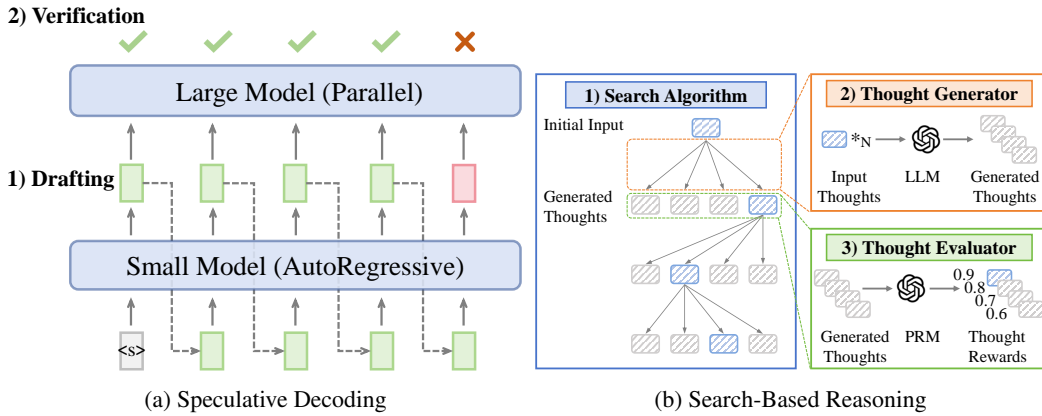 2) Verification
Large Model (Parallel)
1) Drafting
Small Model (AutoRegressive)
<s>
(a) Speculative Decoding
1) Search Algorithm
Initial Input
Generated
Thoughts
2) Thought Generator
*N
Input
Thoughts
LLM
Generated
Thoughts
3) Thought Evaluator
0.9
0.8
0.7
0.6
Generated
Thoughts
PRM
Thought
Rewards
(b) Search-Based Reasoning